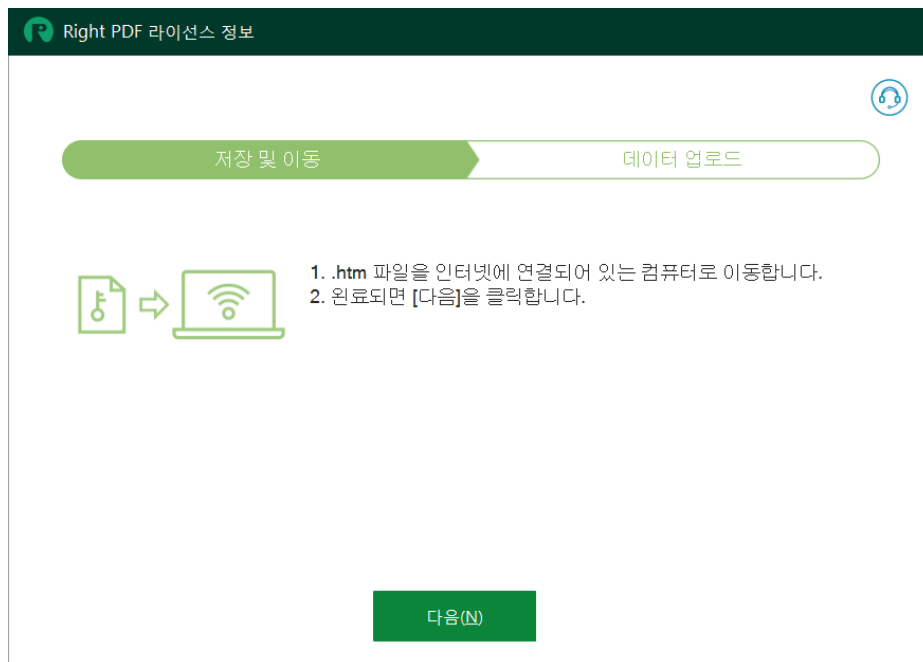 Right PDF 라이선스 정보
저장 및 이동
데이터 업로드
1. .htm 파일을 인터넷에 연결되어 있는 컴퓨터로 이동합니다.
2. 왼료되면 [다음]을 클릭합니다.
다음(N)